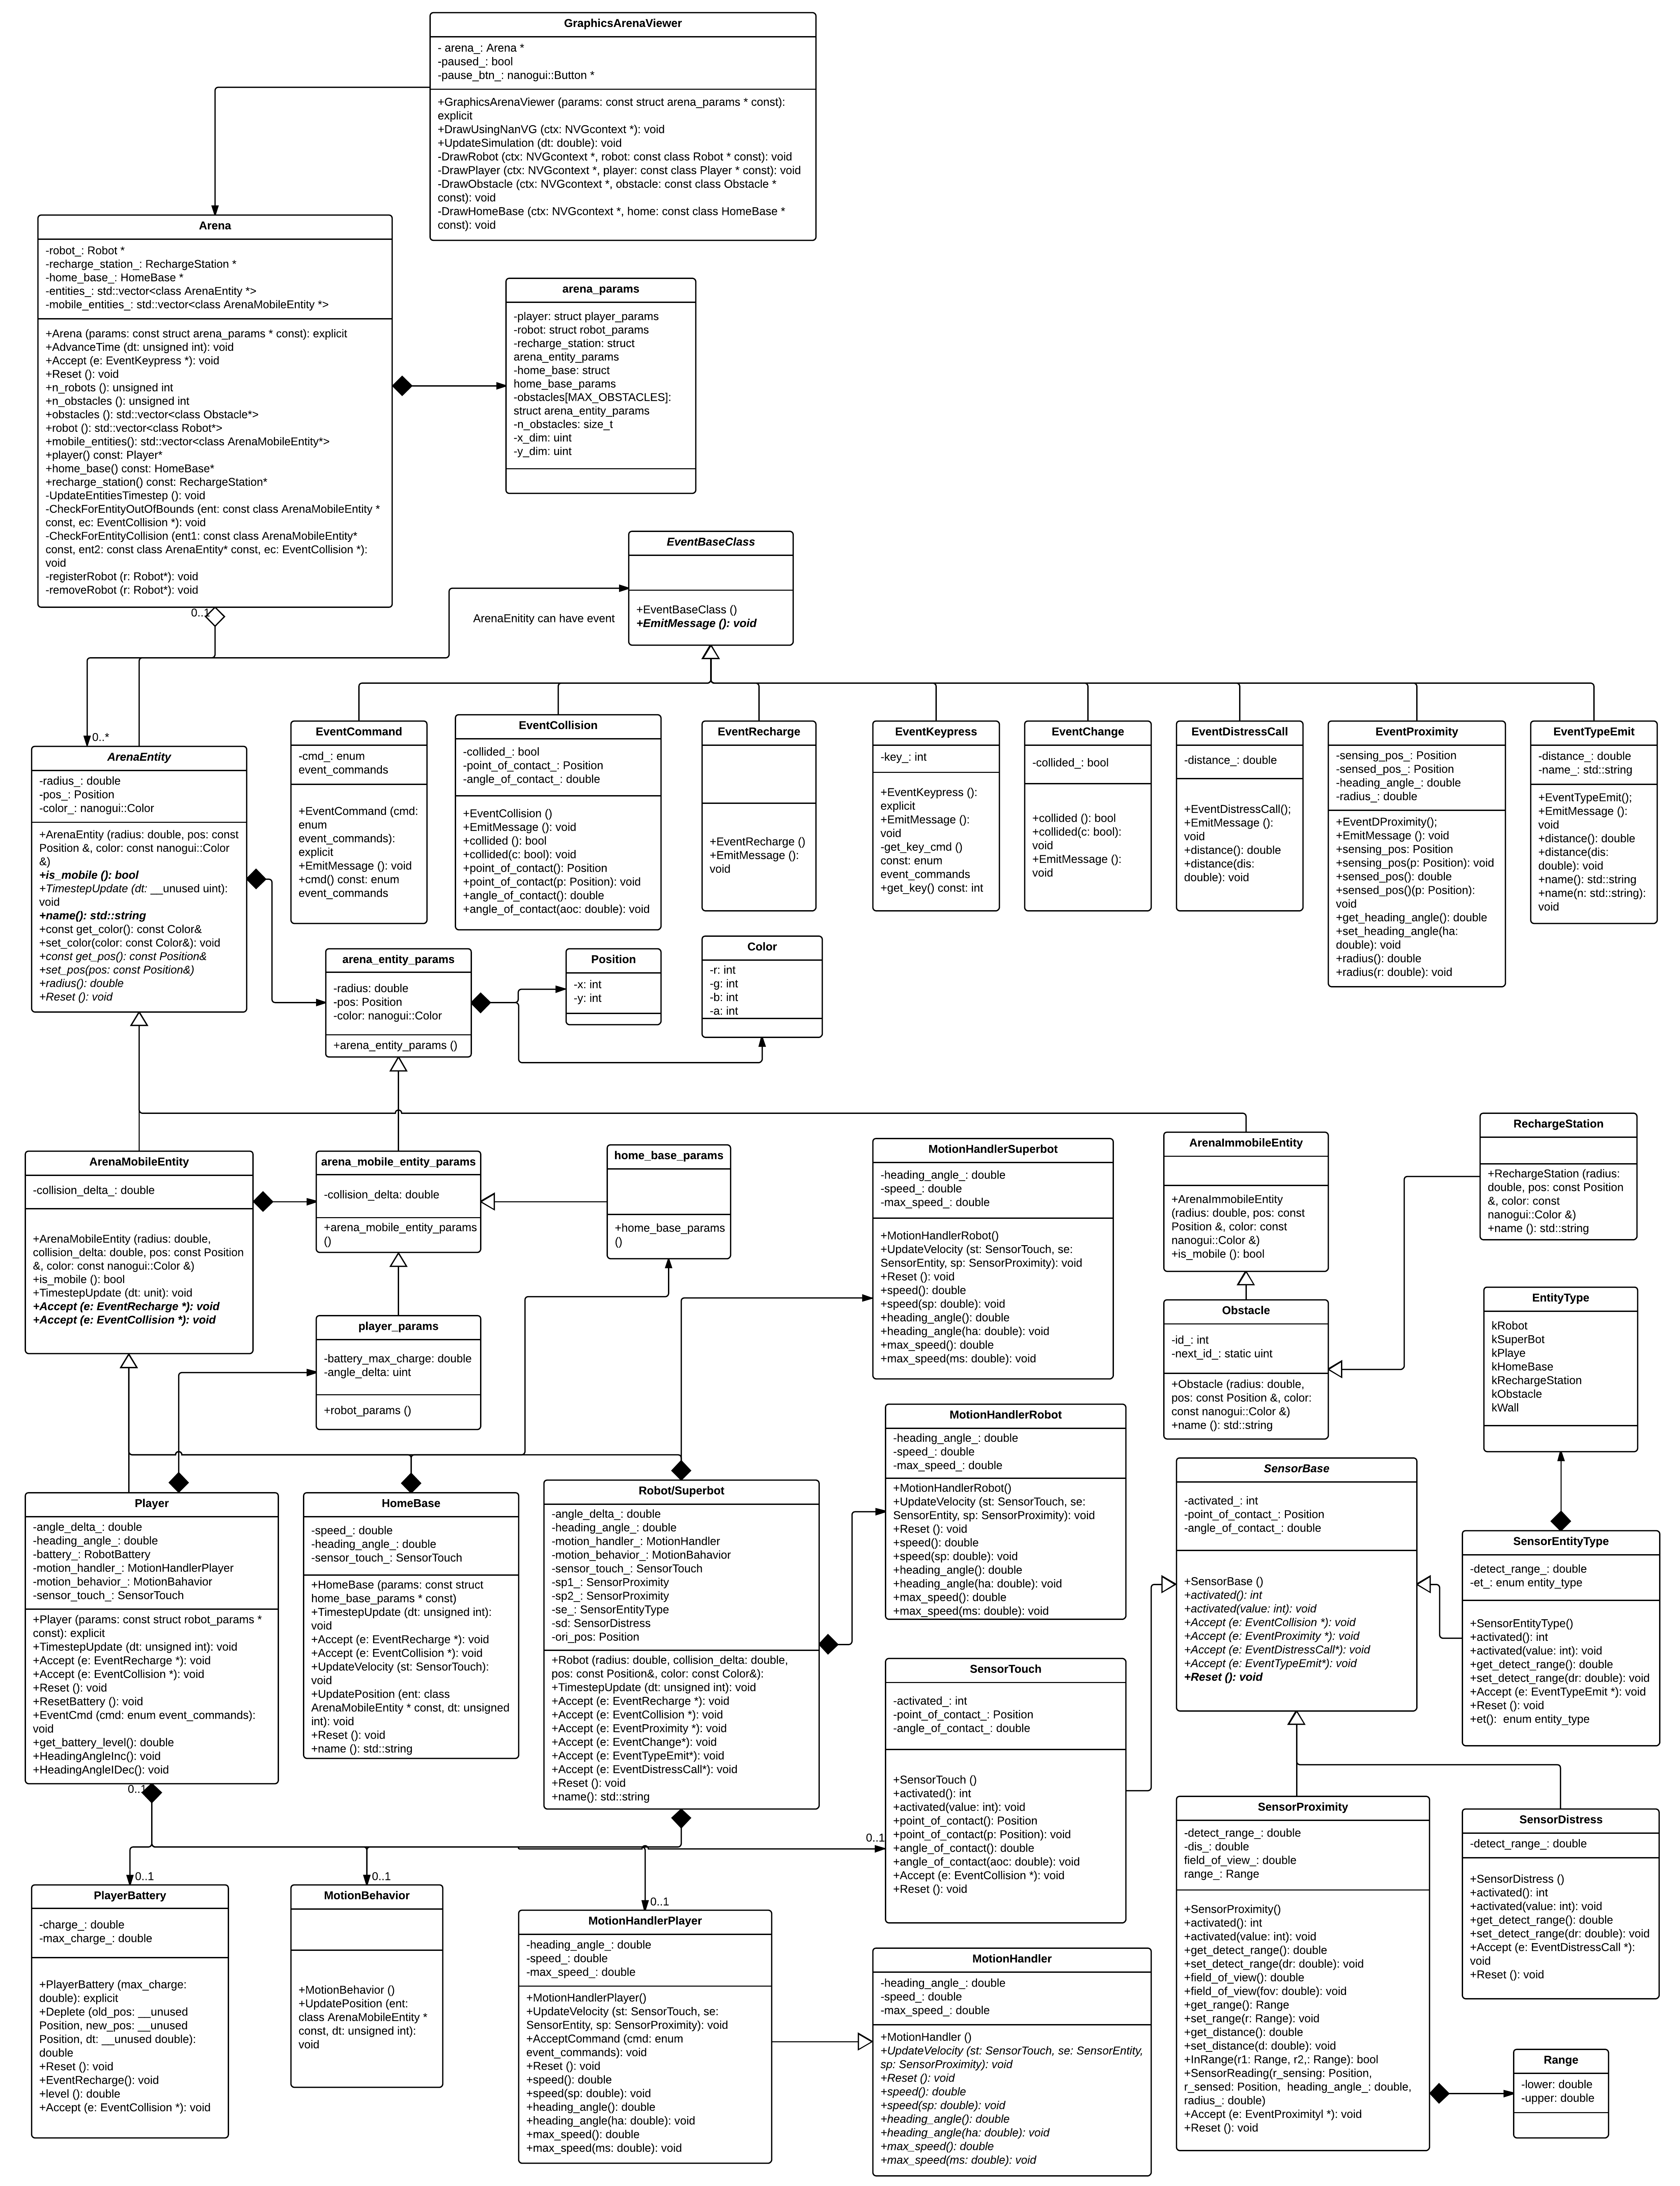 GraphicsArenaViewer
- arena_: Arena *
-paused_: bool
-pause_btn_: nanogui::Button *
+GraphicsArenaViewer (params: const struct arena_params * const):
explicit
+DrawUsingNanVG (ctx: NVGcontext *): void
+UpdateSimulation (dt: double): void
-DrawRobot (ctx: NVGcontext *, robot: const class Robot * const): void
-DrawPlayer (ctx: NVGcontext *, player: const class Player * const): void
-DrawObstacle (ctx: NVGcontext *, obstacle: const class Obstacle *
const): void
-DrawHomeBase (ctx: NVGcontext *, home: const class HomeBase *
const): void
Arena
-robot_: Robot *
-recharge_station_: RechargeStation *
-home_base_: HomeBase *
-entities_: std::vector<class ArenaEntity *>
-mobile_entities_: std::vector<class ArenaMobileEntity *>
+Arena (params: const struct arena_params * const): explicit
+AdvanceTime (dt: unsigned int): void
+Accept (e: EventKeypress *): void
+Reset (): void
+n_robots (): unsigned int
+n_obstacles (): unsigned int
+obstacles (): std::vector<class Obstacle*>
+robot (): std::vector<class Robot*>
+mobile_entities(): std::vector<class ArenaMobileEntity*>
+player() const: Player*
+home_base() const: HomeBase*
+recharge_station() const: RechargeStation*
-UpdateEntitiesTimestep (): void
-CheckForEntityOutOfBounds (ent: const class ArenaMobileEntity *
const, ec: EventCollision *): void
-CheckForEntityCollision (ent1: const class ArenaMobileEntity*
const, ent2: const class ArenaEntity* const, ec: EventCollision *):
void
-registerRobot (r: Robot*): void
-removeRobot (r: Robot*): void
0..1
arena_params
-player: struct player_params
-robot: struct robot_params
-recharge_station: struct
arena_entity_params
-home_base: struct
home_base_params
-obstacles[MAX_OBSTACLES]:
struct arena_entity_params
-n_obstacles: size_t
-x_dim: uint
-y_dim: uint
EventBaseClass
+EventBaseClass ()
+EmitMessage (): void
ArenaEnitity can have event
0..*
ArenaEntity
-radius_: double
-pos_: Position
-color_: nanogui::Color
+ArenaEntity (radius: double, pos: const
Position &, color: const nanogui::Color
&)
+is_mobile (): bool
+TimestepUpdate (dt: __unused uint):
void
+name(): std::string
+const get_color(): const Color&
+set_color(color: const Color&): void
+const get_pos(): const Position&
+set_pos(pos: const Position&)
+radius(): double
+Reset (): void
EventCommand
-cmd_: enum
event_commands
+EventCommand (cmd:
enum
event_commands):
explicit
+EmitMessage (): void
+cmd() const: enum
event_commands
EventCollision
-collided_: bool
-point_of_contact_: Position
-angle_of_contact_: double
+EventCollision ()
+EmitMessage (): void
+collided (): bool
+collided(c: bool): void
+point_of_contact(): Position
+point_of_contact(p: Position): void
+angle_of_contact(): double
+angle_of_contact(aoc: double): void
EventRecharge
+EventRecharge ()
+EmitMessage ():
void
EventKeypress
-key_: int
+EventKeypress ():
explicit
+EmitMessage ():
void
-get_key_cmd ()
const: enum
event_commands
+get_key() const: int
EventChange
-collided_: bool
+collided (): bool
+collided(c: bool):
void
+EmitMessage ():
void
EventDistressCall
-distance_: double
+EventDistressCall();
+EmitMessage ():
void
+distance(): double
+distance(dis:
double): void
EventProximity
-sensing_pos_: Position
-sensed_pos_: Position
-heading_angle_: double
-radius_: double
+EventDProximity();
+EmitMessage (): void
+sensing_pos: Position
+sensing_pos(p: Position): void
+sensed_pos(): double
+sensed_pos()(p: Position):
void
+get_heading_angle(): double
+set_heading_angle(ha:
double): void
+radius(): double
+radius(r: double): void
EventTypeEmit
-distance_: double
-name_: std::string
+EventTypeEmit();
+EmitMessage ():
void
+distance(): double
+distance(dis:
double): void
+name(): std::string
+name(n: std::string):
void
arena_entity_params
-radius: double
-pos: Position
-color: nanogui::Color
+arena_entity_params ()
Position
-x: int
-y: int
Color
-r: int
-g: int
-b: int
-a: int
ArenaMobileEntity
-collision_delta_: double
+ArenaMobileEntity (radius: double,
collision_delta: double, pos: const Position
&, color: const nanogui::Color &)
+is_mobile (): bool
+TimestepUpdate (dt: unit): void
+Accept (e: EventRecharge *): void
+Accept (e: EventCollision *): void
arena_mobile_entity_params
-collision_delta: double
+arena_mobile_entity_params
()
home_base_params
+home_base_params
()
player_params
-battery_max_charge: double
-angle_delta: uint
+robot_params ()
MotionHandlerSuperbot
-heading_angle_: double
-speed_: double
-max_speed_: double
+MotionHandlerRobot()
+UpdateVelocity (st: SensorTouch, se:
SensorEntity, sp: SensorProximity): void
+Reset (): void
+speed(): double
+speed(sp: double): void
+heading_angle(): double
+heading_angle(ha: double): void
+max_speed(): double
+max_speed(ms: double): void
ArenaImmobileEntity
+ArenaImmobileEntity
(radius: double, pos: const
Position &, color: const
nanogui::Color &)
+is_mobile (): bool
Obstacle
-id_: int
-next_id_: static uint
+Obstacle (radius: double,
pos: const Position &, color:
const nanogui::Color &)
+name (): std::string
RechargeStation
+RechargeStation (radius:
double, pos: const Position
&, color: const
nanogui::Color &)
+name (): std::string
EntityType
kRobot
kSuperBot
kPlaye
kHomeBase
kRechargeStation
kObstacle
kWall
Player
-angle_delta_: double
-heading_angle_: double
-battery_: RobotBattery
-motion_handler_: MotionHandlerPlayer
-motion_behavior_: MotionBahavior
-sensor_touch_: SensorTouch
+Player (params: const struct robot_params *
const): explicit
+TimestepUpdate (dt: unsigned int): void
+Accept (e: EventRecharge *): void
+Accept (e: EventCollision *): void
+Reset (): void
+ResetBattery (): void
+EventCmd (cmd: enum event_commands):
void
+get_battery_level(): double
+HeadingAngleInc(): void
+HeadingAngleIDec(): void
0..1
HomeBase
-speed_: double
-heading_angle_: double
-sensor_touch_: SensorTouch
+HomeBase (params: const struct
home_base_params * const)
+TimestepUpdate (dt: unsigned int):
void
+Accept (e: EventRecharge *): void
+Accept (e: EventCollision *): void
+UpdateVelocity (st: SensorTouch):
void
+UpdatePosition (ent: class
ArenaMobileEntity * const, dt: unsigned
int): void
+Reset (): void
+name (): std::string
Robot/Superbot
-angle_delta_: double
-heading_angle_: double
-motion_handler_: MotionHandler
-motion_behavior_: MotionBahavior
-sensor_touch_: SensorTouch
-sp1_: SensorProximity
-sp2_: SensorProximity
-se_: SensorEntityType
-sd: SensorDistress
-ori_pos: Position
+Robot (radius: double, collision_delta: double,
pos: const Position&, color: const Color&):
+TimestepUpdate (dt: unsigned int): void
+Accept (e: EventRecharge *): void
+Accept (e: EventCollision *): void
+Accept (e: EventProximity *): void
+Accept (e: EventChange*): void
+Accept (e: EventTypeEmit*): void
+Accept (e: EventDistressCall*): void
+Reset (): void
+name(): std::string
MotionHandlerRobot
-heading_angle_: double
-speed_: double
-max_speed_: double
+MotionHandlerRobot()
+UpdateVelocity (st: SensorTouch, se:
SensorEntity, sp: SensorProximity): void
+Reset (): void
+speed(): double
+speed(sp: double): void
+heading_angle(): double
+heading_angle(ha: double): void
+max_speed(): double
+max_speed(ms: double): void
SensorBase
-activated_: int
-point_of_contact_: Position
-angle_of_contact_: double
+SensorBase ()
+activated(): int
+activated(value: int): void
+Accept (e: EventCollision *): void
+Accept (e: EventProximity *): void
+Accept (e: EventDistressCall*): void
+Accept (e: EventTypeEmit*): void
+Reset (): void
SensorEntityType
-detect_range_: double
-et_: enum entity_type
+SensorEntityType()
+activated(): int
+activated(value: int): void
+get_detect_range(): double
+set_detect_range(dr: double): void
+Accept (e: EventTypeEmit *): void
+Reset (): void
+et():  enum entity_type
SensorTouch
-activated_: int
-point_of_contact_: Position
-angle_of_contact_: double
+SensorTouch ()
+activated(): int
+activated(value: int): void
+point_of_contact(): Position
+point_of_contact(p: Position): void
+angle_of_contact(): double
+angle_of_contact(aoc: double): void
+Accept (e: EventCollision *): void
+Reset (): void
0..1
SensorProximity
-detect_range_: double
-dis_: double
field_of_view_: double
range_: Range
+SensorProximity()
+activated(): int
+activated(value: int): void
+get_detect_range(): double
+set_detect_range(dr: double): void
+field_of_view(): double
+field_of_view(fov: double): void
+get_range(): Range
+set_range(r: Range): void
+get_distance(): double
+set_distance(d: double): void
+InRange(r1: Range, r2,: Range): bool
+SensorReading(r_sensing: Position,
r_sensed: Position,  heading_angle_: double,
radius_: double)
+Accept (e: EventProximityl *): void
+Reset (): void
SensorDistress
-detect_range_: double
+SensorDistress ()
+activated(): int
+activated(value: int): void
+get_detect_range(): double
+set_detect_range(dr: double): void
+Accept (e: EventDistressCall *):
void
+Reset (): void
0..1
PlayerBattery
-charge_: double
-max_charge_: double
+PlayerBattery (max_charge:
double): explicit
+Deplete (old_pos: __unused
Position, new_pos: __unused
Position, dt: __unused double):
double
+Reset (): void
+EventRecharge(): void
+level (): double
+Accept (e: EventCollision *): void
0..1
MotionBehavior
+MotionBehavior ()
+UpdatePosition (ent:
class ArenaMobileEntity *
const, dt: unsigned int):
void
0..1
MotionHandlerPlayer
-heading_angle_: double
-speed_: double
-max_speed_: double
+MotionHandlerPlayer()
+UpdateVelocity (st: SensorTouch, se:
SensorEntity, sp: SensorProximity): void
+AcceptCommand (cmd: enum
event_commands): void
+Reset (): void
+speed(): double
+speed(sp: double): void
+heading_angle(): double
+heading_angle(ha: double): void
+max_speed(): double
+max_speed(ms: double): void
MotionHandler
-heading_angle_: double
-speed_: double
-max_speed_: double
+MotionHandler ()
+UpdateVelocity (st: SensorTouch, se: SensorEntity,
sp: SensorProximity): void
+Reset (): void
+speed(): double
+speed(sp: double): void
+heading_angle(): double
+heading_angle(ha: double): void
+max_speed(): double
+max_speed(ms: double): void
Range
-lower: double
-upper: double